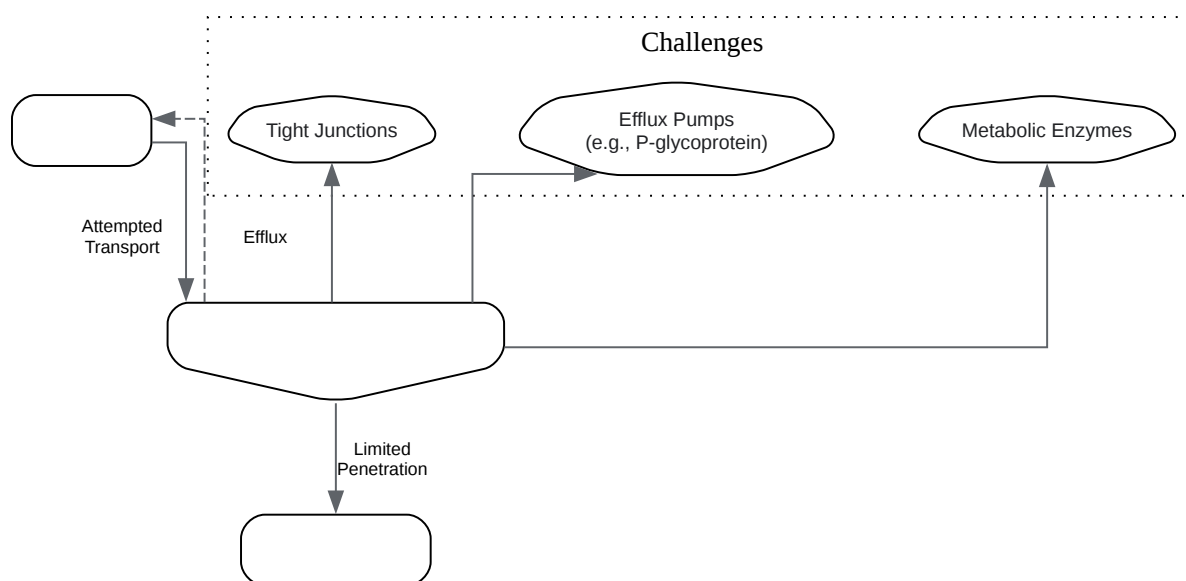 Challenges
Tight Junctions
Efflux Pumps
(e.g., P-glycoprotein)
Metabolic Enzymes
Attempted
Transport
Efflux
Limited
Penetration